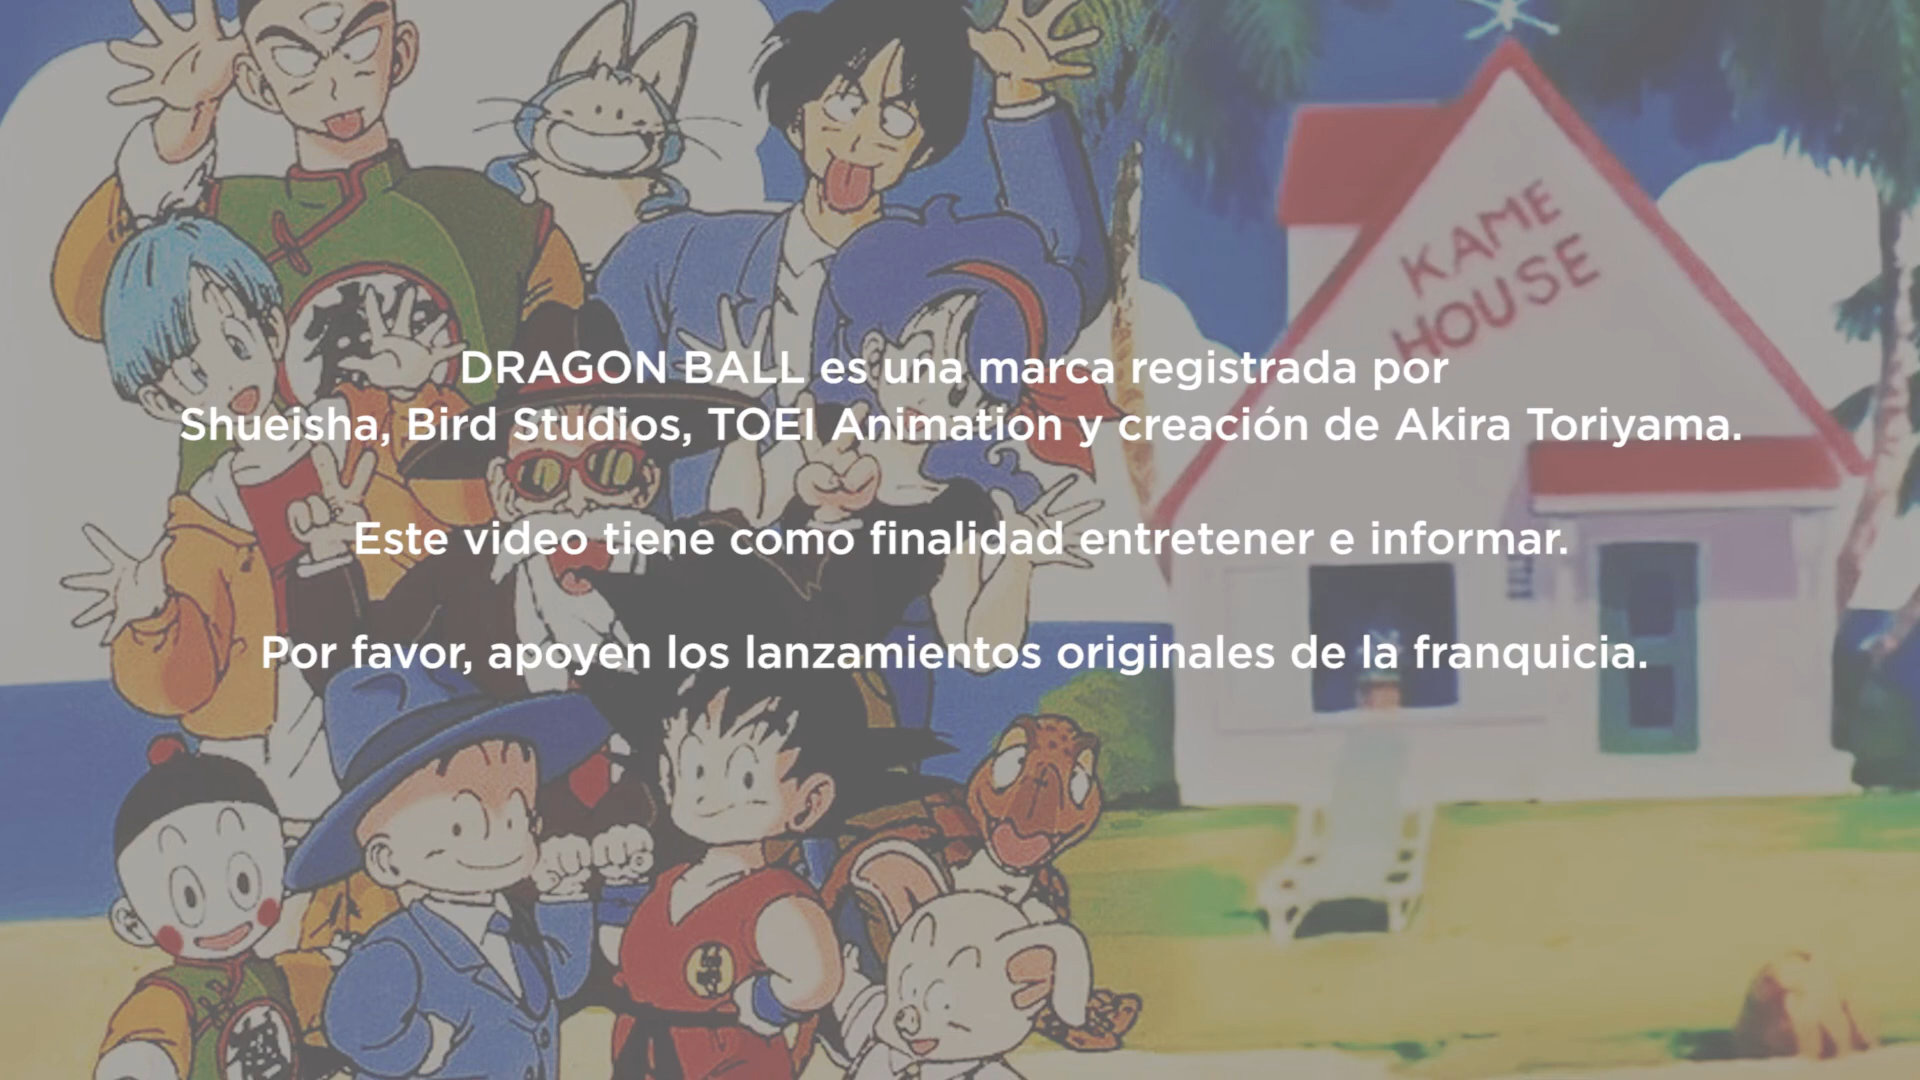 KAME
HOUSE
DRAGON BALL es una marca registrada por
Shueisha, Bird Studios, TOEI Animation y creación de Akira Toriyama.
Este video tiene como finalidad entretener e informar.
Por favor, apoyen los lanzamientos originales de la franquicia.